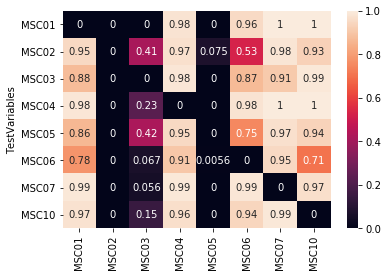 1.0
MSC01 0 0 0 0.98 0 0.96 1 1
MSC02 0.95 0 0.41 0.97 0.075 0.53 0.98 0.93
0.8
MSC03 0.88 0 0 0.98 0 0.87 0.91 0.99
MSC04 0.98 0 0.23 0 0 0.98 1 1
0.6
TestVariables
MSC05 0.86 0 0.42 0.95 0 0.75 0.97 0.94
0.4
MSC06 0.78 0 0.067 0.91 0.0056 0 0.95 0.71
MSC07 0.99 0 0.056 0.99 0 0.99 0 0.97
0.2
MSC10 0.97 0 0.15 0.96 0 0.94 0.99 0
0.0
MSC01 MSC02 MSC03 MSC04 MSC05 MSC06 MSC07 MSC10